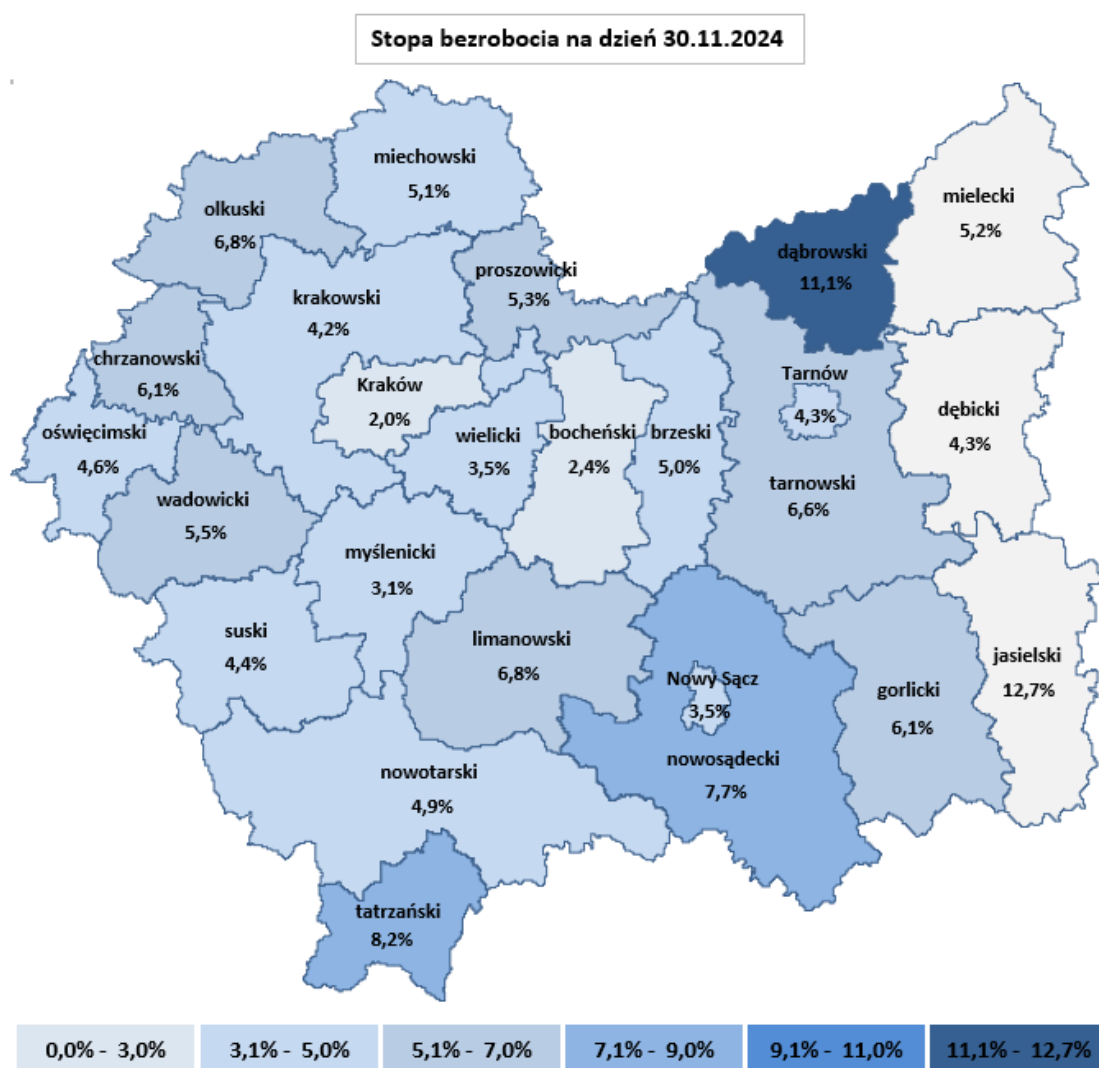 Stopa bezrobocia na dzień 30.11.2024
miechowski
5,1%
olkuski
6,8%
mielecki
5,2%
dąbrowski
11,1%
proszowicki
5,3%
krakowski
4,2%
chrzanowski
6,1%
Kraków
2,0%
Tarnów
4,3%
dębicki
4,3%
oświęcimski
4,6%
wielicki
3,5%
bocheński
2,4%
brzeski
5,0%
tarnowski
6,6%
wadowicki
5,5%
myślenicki
3,1%
suski
4,4%
limanowski
6,8%
jasielski
12,7%
Nowy Sącz
3,5%
gorlicki
6,1%
nowosądecki
7,7%
nowotarski
4,9%
tatrzański
8,2%
0,0% - 3,0%
3,1% - 5,0%
5,1% - 7,0%
7,1% - 9,0%
9,1% - 11,0%
11,1% - 12,7%